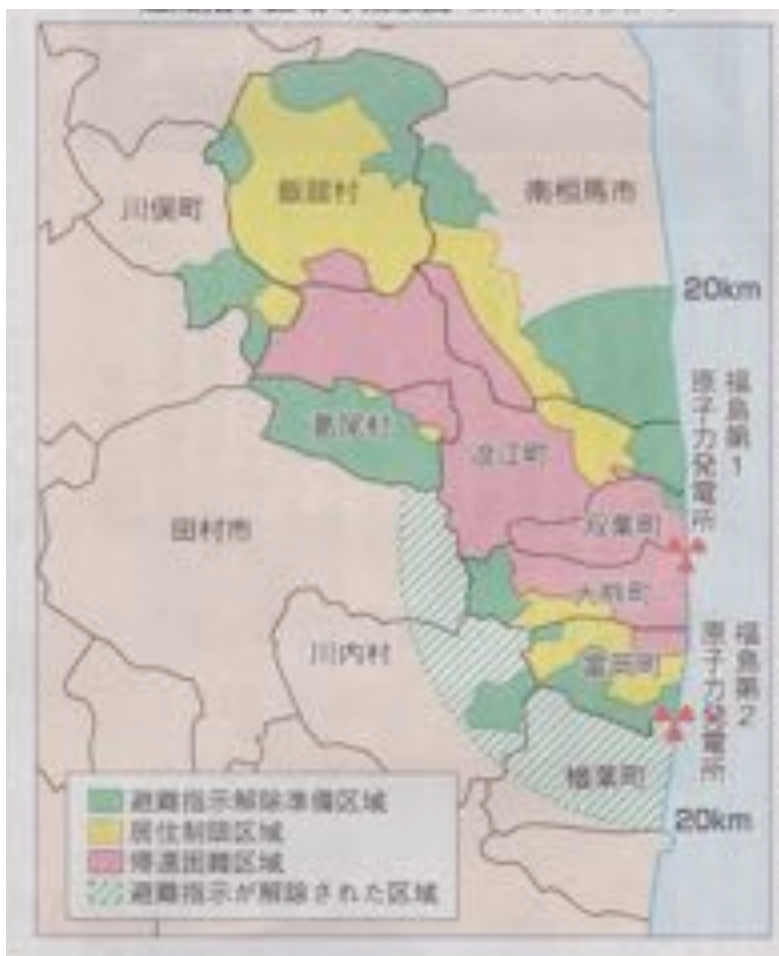 川俣町
飯舘村
南相馬市
20km
福島第1
原子力発電所
葛尾村
浪江町
双葉町
田村市
大熊町
川内村
富岡町
福島第2
原子力発電所
楢葉町
20km
避難指示解除準備区域
居住制限区域
帰還困難区域
避難指示が解除された区域